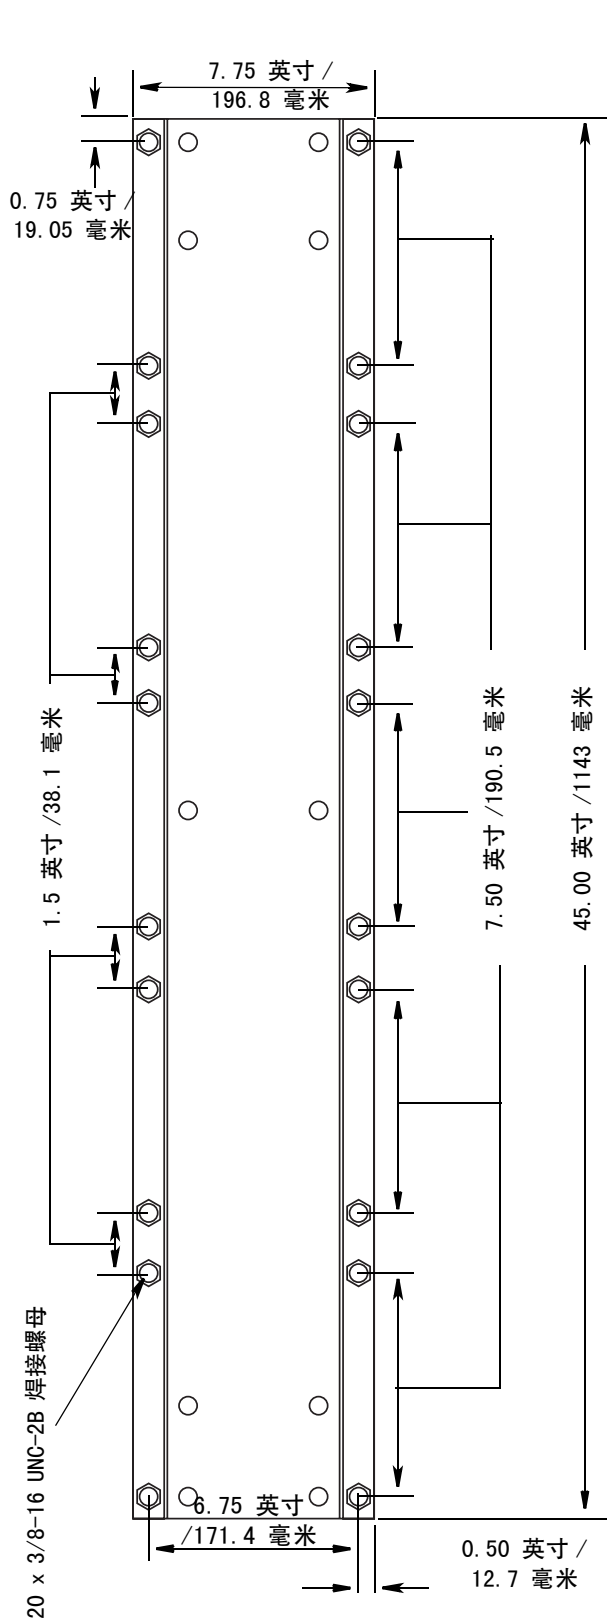 7.75 英寸 /
196.8 毫米
0.75 英寸 /
19.05 毫米
1.5 英寸 /38.1 毫米
7.50 英寸 /190.5 毫米
45.00 英寸 /1143 毫米
20 x 3/8-16 UNC-2B 焊接螺母
6.75 英寸
/171.4 毫米
0.50 英寸 /
12.7 毫米